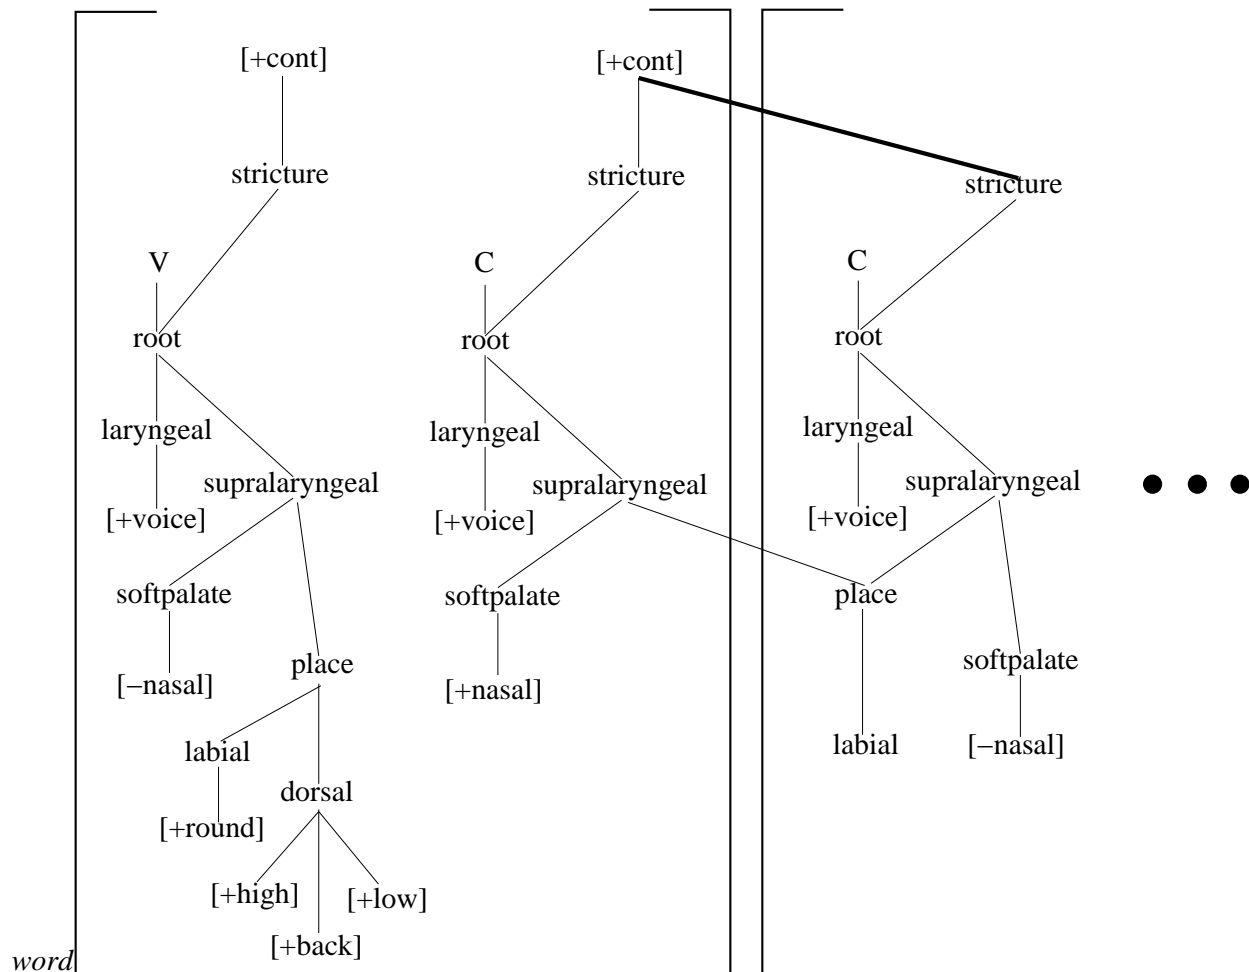 [+cont] [+cont]
stricture stricture stricture
V C C
root root root
laryngeal laryngeal laryngeal
supralaryngeal supralaryngeal supralaryngeal
[+voice] [+voice] [+voice]
softpalate softpalate place
place softpalate
[−nasal] [+nasal]
labial labial [−nasal]
dorsal
[+round]
[+high] [+low]
[+back]
word